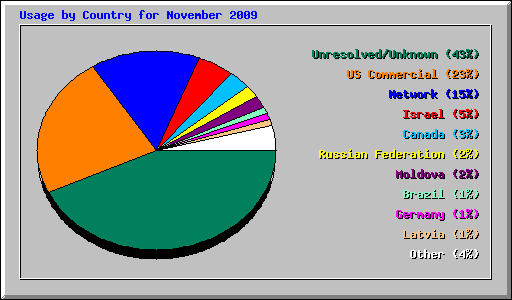 Usage by Country for November 2009
Unresolved/Unknown (43%)
US Commercial (23%)
Network (15%)
Israel (5%)
Canada (3%)
Russian Federation (2%)
Moldova (2%)
Brazil (1%)
Germany (1%)
Latvia (1%)
Other (4%)